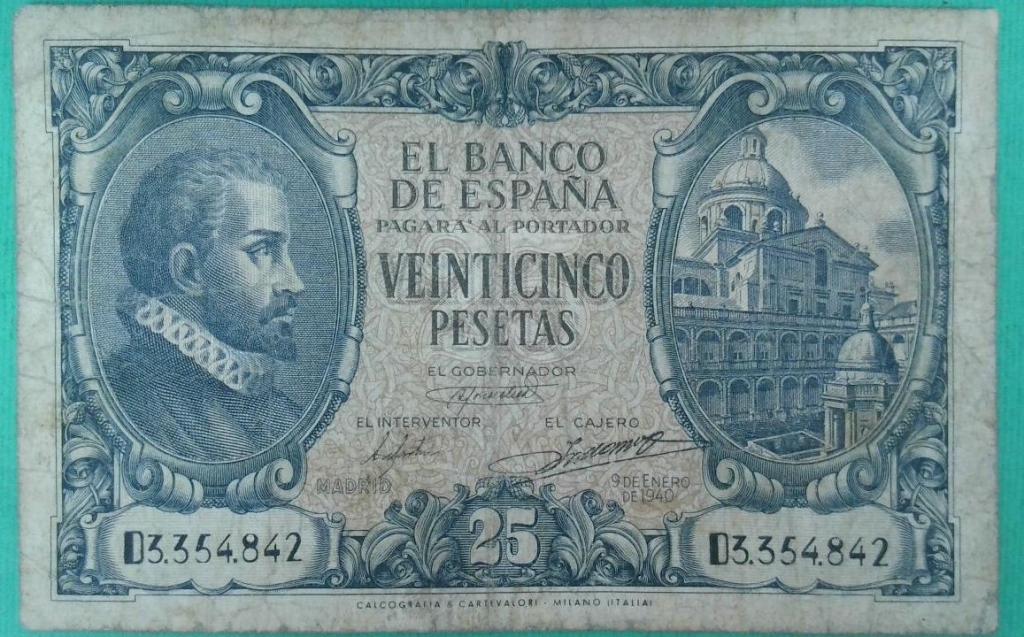 EL BANCO
DE ESPAÑA
PAGARÁ AL PORTADOR
VEINTICINCO
PESETAS
EL GOBERNADOR
EL INTERVENTOR
EL CAJERO
MADRID
9 DE ENERO
DE 1940
25
D3.354.842
D3.354.842
CALCOGRAFIA & CARTEVALORI - MILANO (ITALIA)